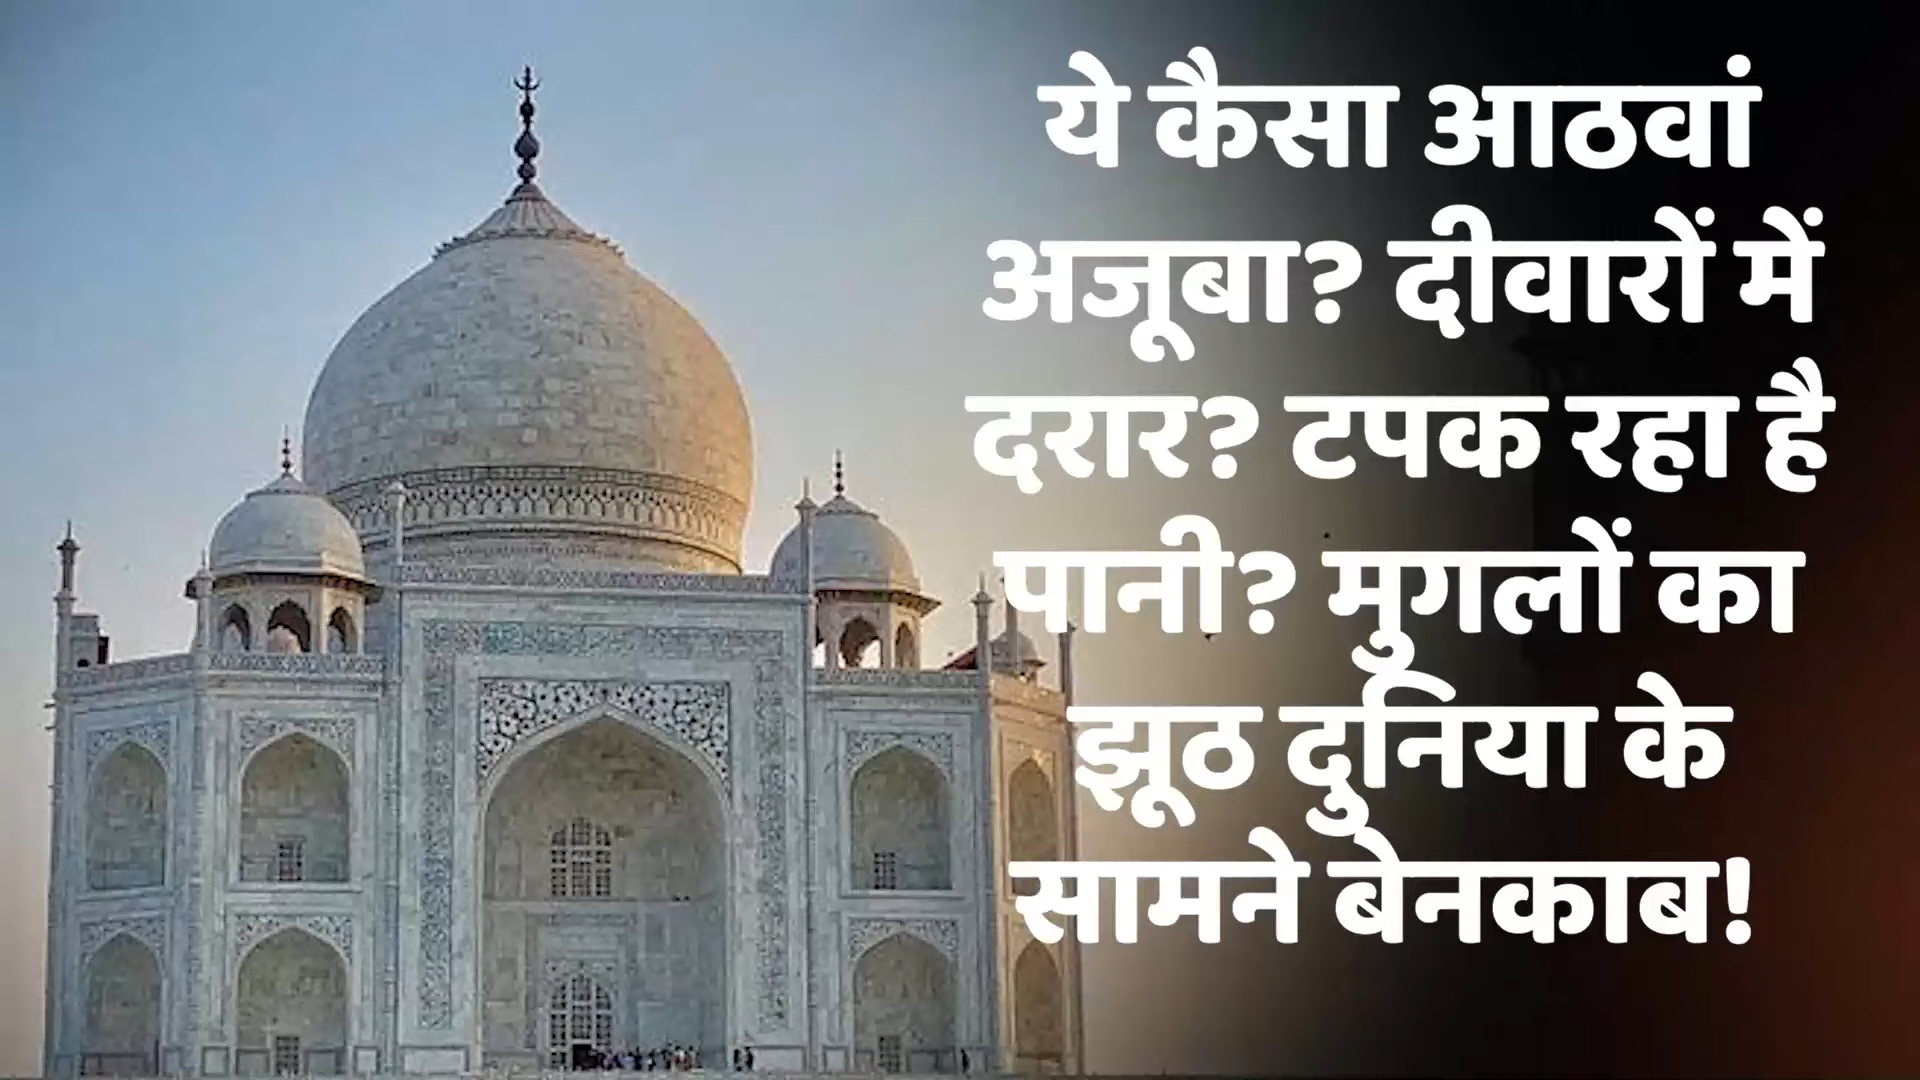 ये कैसा आठवां
अजूबा? दीवारों में
दरार? टपक रहा है
पानी? मुगलों का
झूठ दुनिया के
सामने बेनकाब!